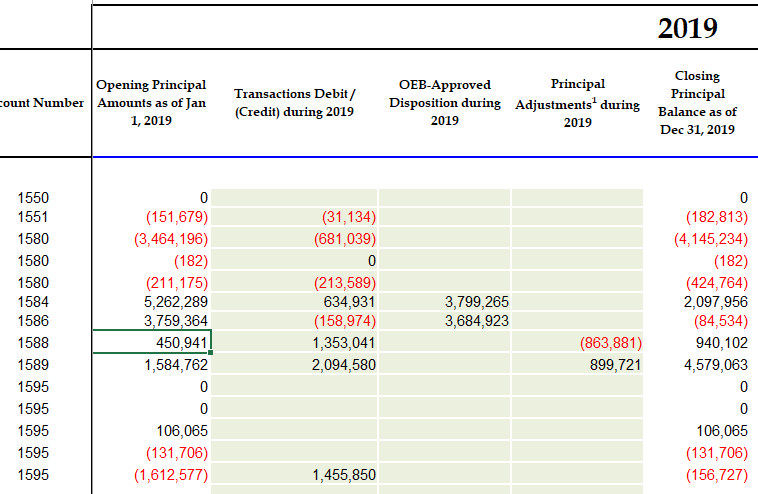 2019
count Number
Opening Principal
Amounts as of Jan
1, 2019
Transactions Debit /
(Credit) during 2019
OEB-Approved
Disposition during
2019
Principal
Adjustments1 during
2019
Closing
Principal
Balance as of
Dec 31, 2019
1550 0 0
1551 (151,679) (31,134) (182,813)
1580 (3,464,196) (681,039) (4,145,234)
1580 (182) 0 (182)
1580 (211,175) (213,589) (424,764)
1584 5,262,289 634,931 3,799,265 2,097,956
1586 3,759,364 (158,974) 3,684,923 (84,534)
1588 450,941 1,353,041 (863,881) 940,102
1589 1,584,762 2,094,580 899,721 4,579,063
1595 0 0
1595 0 0
1595 106,065 106,065
1595 (131,706) (131,706)
1595 (1,612,577) 1,455,850 (156,727)